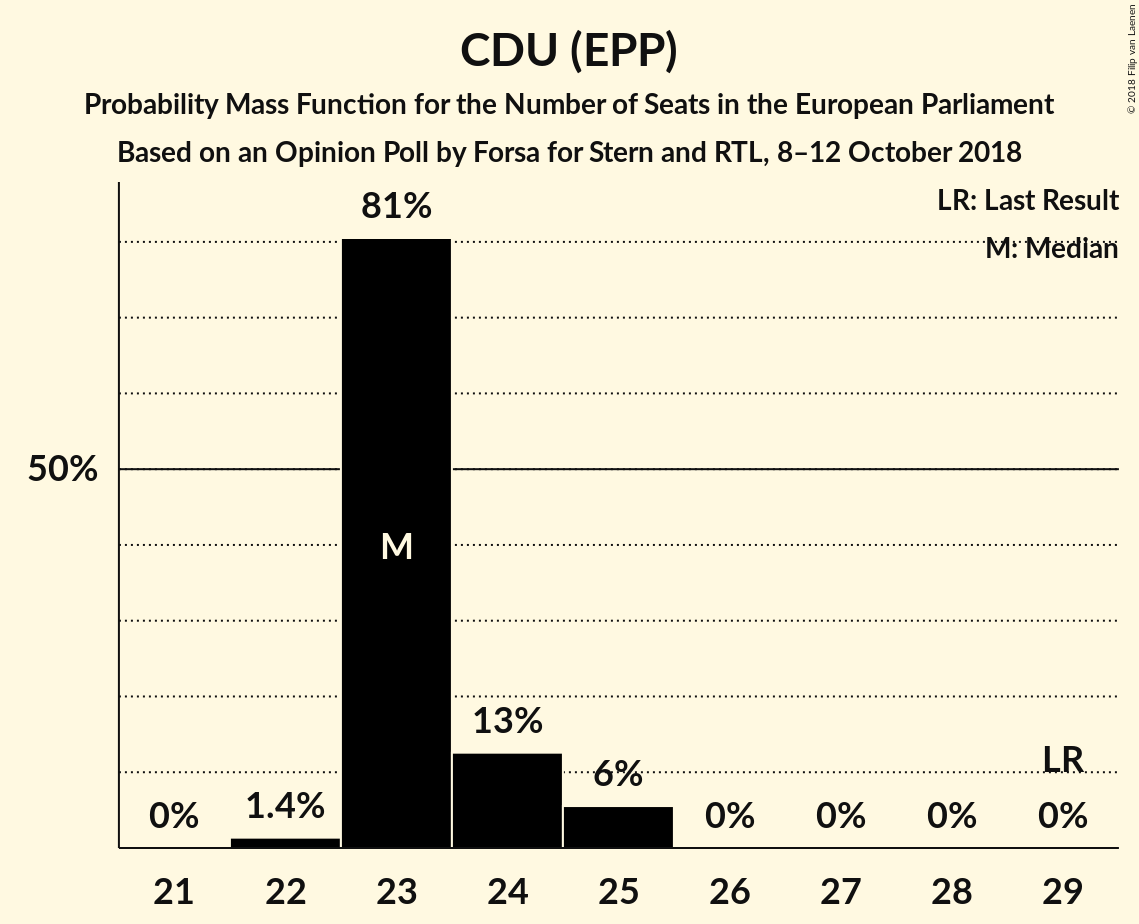 CDU (EPP)
Probability Mass Function for the Number of Seats in the European Parliament
Based on an Opinion Poll by Forsa for Stern and RTL, 8–12 October 2018
© 2018 Filip van Laenen
LR: Last Result
M: Median
81%
50%
M
13%
6%
LR
1.4%
0%
0%
0%
0%
0%
21
22
23
24
25
26
27
28
29